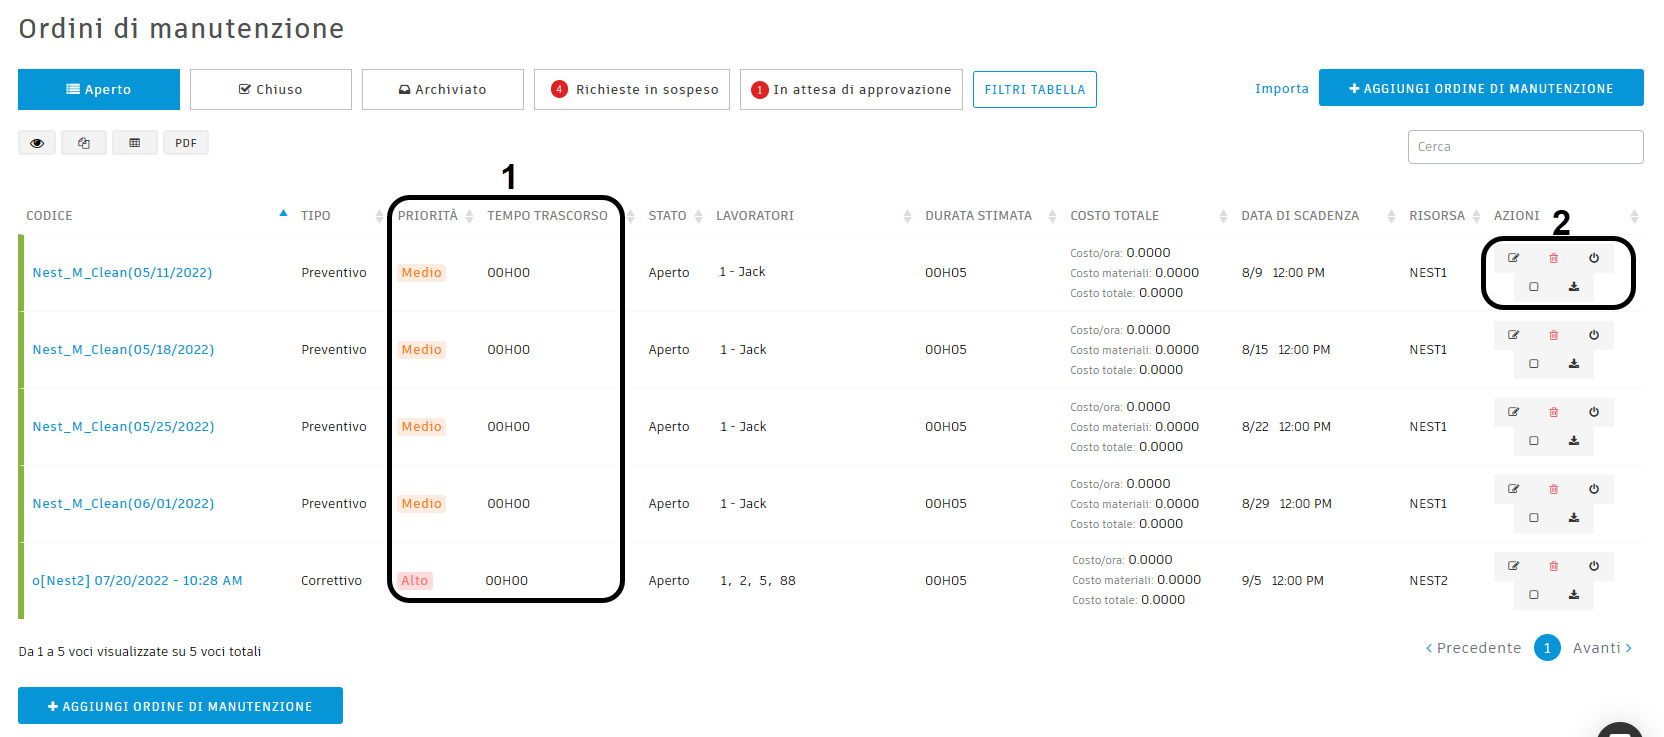 Ordini di manutenzione
Aperto Chiuso Archiviato 4 Richieste in sospeso 1 In attesa di approvazione FILTRI TABELLA Importa + AGGIUNGI ORDINE DI MANUTENZIONE
PDF Cerca
1
CODICE TIPO PRIORITÀ TEMPO TRASCORSO STATO LAVORATORI DURATA STIMATA COSTO TOTALE DATA DI SCADENZA RISORSA AZIONI
2
Costo/ora: 0.0000
Nest_M_Clean(05/11/2022) Preventivo Medio 00H00 Aperto 1 - Jack 00H05 Costo materiali: 0.0000 8/9 12:00 PM NEST1
Costo totale: 0.0000
Costo/ora: 0.0000
Nest_M_Clean(05/18/2022) Preventivo Medio 00H00 Aperto 1 - Jack 00H05 Costo materiali: 0.0000 8/15 12:00 PM NEST1
Costo totale: 0.0000
Costo/ora: 0.0000
Nest_M_Clean(05/25/2022) Preventivo Medio 00H00 Aperto 1 - Jack 00H05 Costo materiali: 0.0000 8/22 12:00 PM NEST1
Costo totale: 0.0000
Costo/ora: 0.0000
Nest_M_Clean(06/01/2022) Preventivo Medio 00H00 Aperto 1 - Jack 00H05 Costo materiali: 0.0000 8/29 12:00 PM NEST1
Costo totale: 0.0000
Costo/ora: 0.0000
o[Nest2] 07/20/2022 - 10:28 AM Correttivo Alto 00H00 Aperto 1, 2, 5, 88 00H05 Costo materiali: 0.0000 9/5 12:00 PM NEST2
Costo totale: 0.0000
Da 1 a 5 voci visualizzate su 5 voci totali < Precedente 1 Avanti >
+ AGGIUNGI ORDINE DI MANUTENZIONE